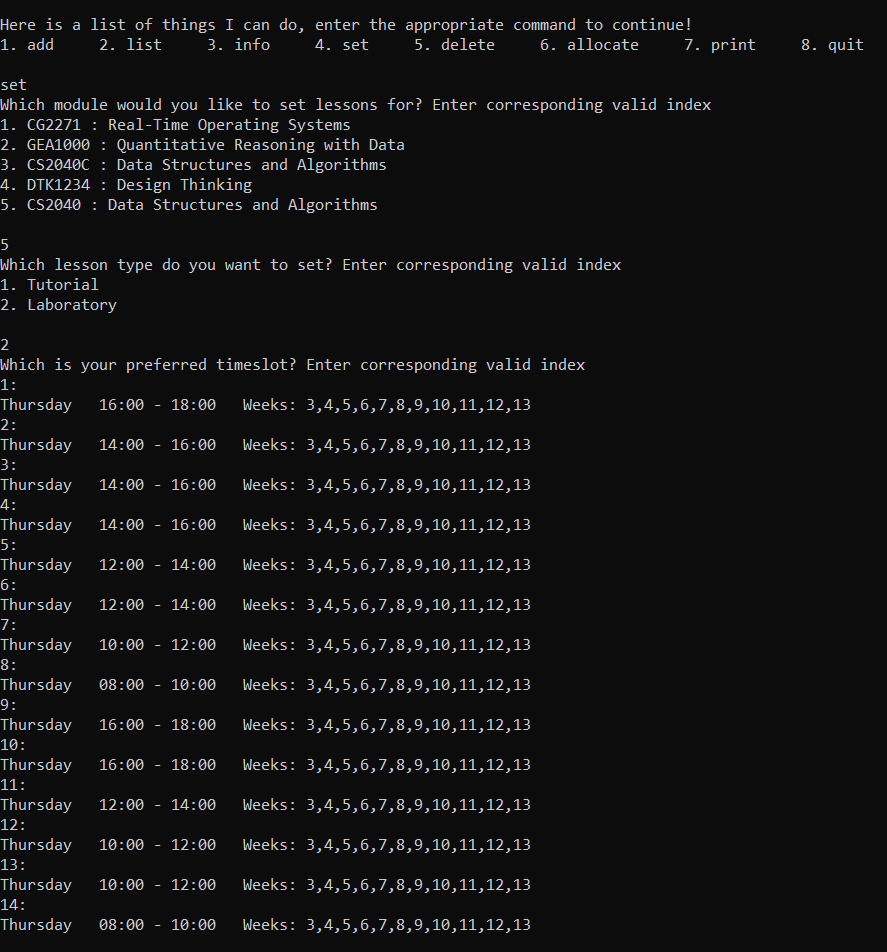 Here is a list of things I can do, enter the appropriate command to continue!
1. add     2. list     3. info     4. set     5. delete     6. allocate     7. print     8. quit
set
Which module would you like to set lessons for? Enter corresponding valid index
1. CG2271 : Real-Time Operating Systems
2. GEA1000 : Quantitative Reasoning with Data
3. CS2040C : Data Structures and Algorithms
4. DTK1234 : Design Thinking
5. CS2040 : Data Structures and Algorithms
5
Which lesson type do you want to set? Enter corresponding valid index
1. Tutorial
2. Laboratory
2
Which is your preferred timeslot? Enter corresponding valid index
1:
Thursday   16:00 - 18:00   Weeks: 3,4,5,6,7,8,9,10,11,12,13
2:
Thursday   14:00 - 16:00   Weeks: 3,4,5,6,7,8,9,10,11,12,13
3:
Thursday   14:00 - 16:00   Weeks: 3,4,5,6,7,8,9,10,11,12,13
4:
Thursday   14:00 - 16:00   Weeks: 3,4,5,6,7,8,9,10,11,12,13
5:
Thursday   12:00 - 14:00   Weeks: 3,4,5,6,7,8,9,10,11,12,13
6:
Thursday   12:00 - 14:00   Weeks: 3,4,5,6,7,8,9,10,11,12,13
7:
Thursday   10:00 - 12:00   Weeks: 3,4,5,6,7,8,9,10,11,12,13
8:
Thursday   08:00 - 10:00   Weeks: 3,4,5,6,7,8,9,10,11,12,13
9:
Thursday   16:00 - 18:00   Weeks: 3,4,5,6,7,8,9,10,11,12,13
10:
Thursday   16:00 - 18:00   Weeks: 3,4,5,6,7,8,9,10,11,12,13
11:
Thursday   12:00 - 14:00   Weeks: 3,4,5,6,7,8,9,10,11,12,13
12:
Thursday   10:00 - 12:00   Weeks: 3,4,5,6,7,8,9,10,11,12,13
13:
Thursday   10:00 - 12:00   Weeks: 3,4,5,6,7,8,9,10,11,12,13
14:
Thursday   08:00 - 10:00   Weeks: 3,4,5,6,7,8,9,10,11,12,13